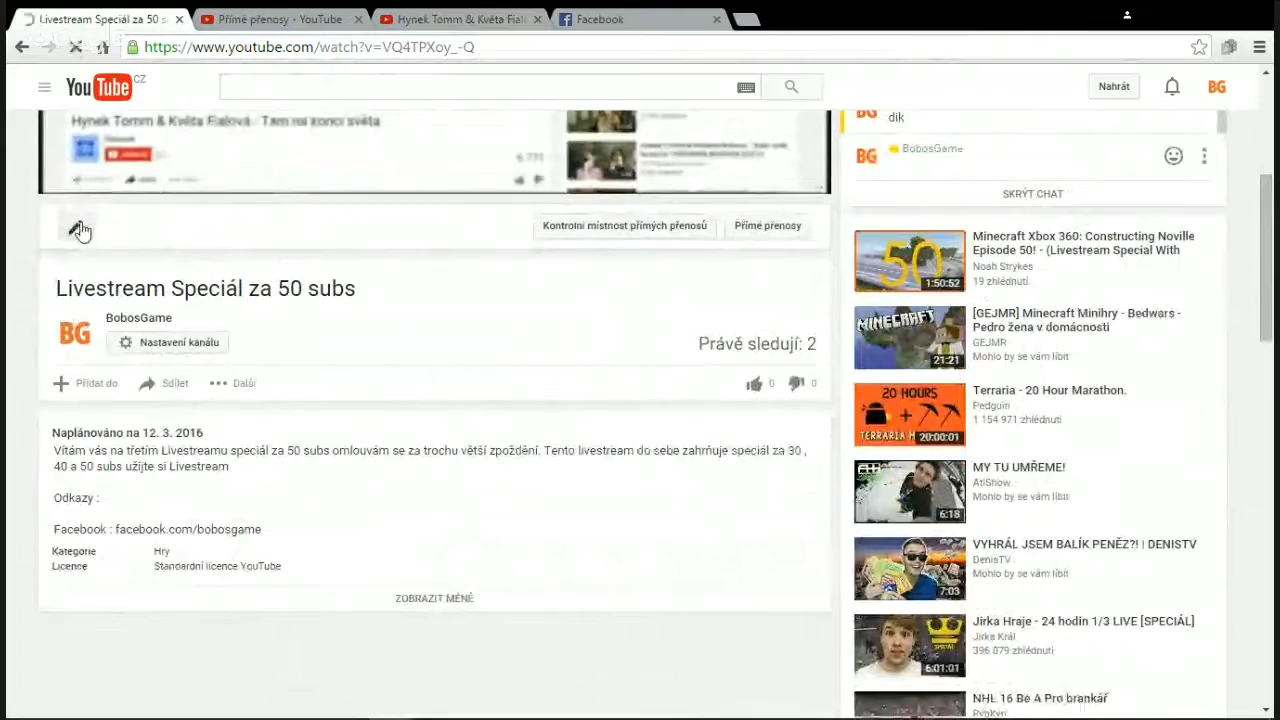 Livestream Speciál za 50 s
Přímé přenosy - YouTube
Hynek Tomm & Květa Fial
Facebook
https://www.youtube.com/watch?v=VQ4TPXoy_-Q
YouTube CZ
Nahrát
BG
Hynek Tomm & Květa Fialová - Tam na konci světa
6 771
BG
dik
BG
BobosGame
SKRÝT CHAT
Kontrolní místnost přímých přenosů
Přímé přenosy
Livestream Speciál za 50 subs
BG
BobosGame
Nastavení kanálu
Právě sledují: 2
Přidat do
Sdílet
Další
0
0
Naplánováno na 12. 3. 2016
Vítám vás na třetím Livestreamu speciál za 50 subs omlouvám se za trochu větší zpoždění. Tento livestream do sebe zahrňuje speciál za 30 ,
40 a 50 subs užijte si Livestream
Odkazy :
Facebook : facebook.com/bobosgame
Kategorie Hry
Licence Standardní licence YouTube
ZOBRAZIT MÉNĚ
50
1:50:52
Minecraft Xbox 360: Constructing Noville
Episode 50! - (Livestream Special With
Noah Strykes
19 zhlédnutí
MINECRAFT
21:21
[GEJMR] Minecraft Minihry - Bedwars -
Pedro žena v domácnosti
GEJMR
Mohlo by se vám líbit
20 HOURS
TERRARIA
20:00:01
Terraria - 20 Hour Marathon.
Pedguin
1 154 971 zhlédnutí
6:18
MY TU UMŘEME!
AtiShow
Mohlo by se vám líbit
7:03
VYHRÁL JSEM BALÍK PENĚZ?! | DENISTV
DenisTV
Mohlo by se vám líbit
6:01:01
Jirka Hraje - 24 hodin 1/3 LIVE [SPECIÁL]
Jirka Král
396 079 zhlédnutí
NHL 16 Be A Pro brankář